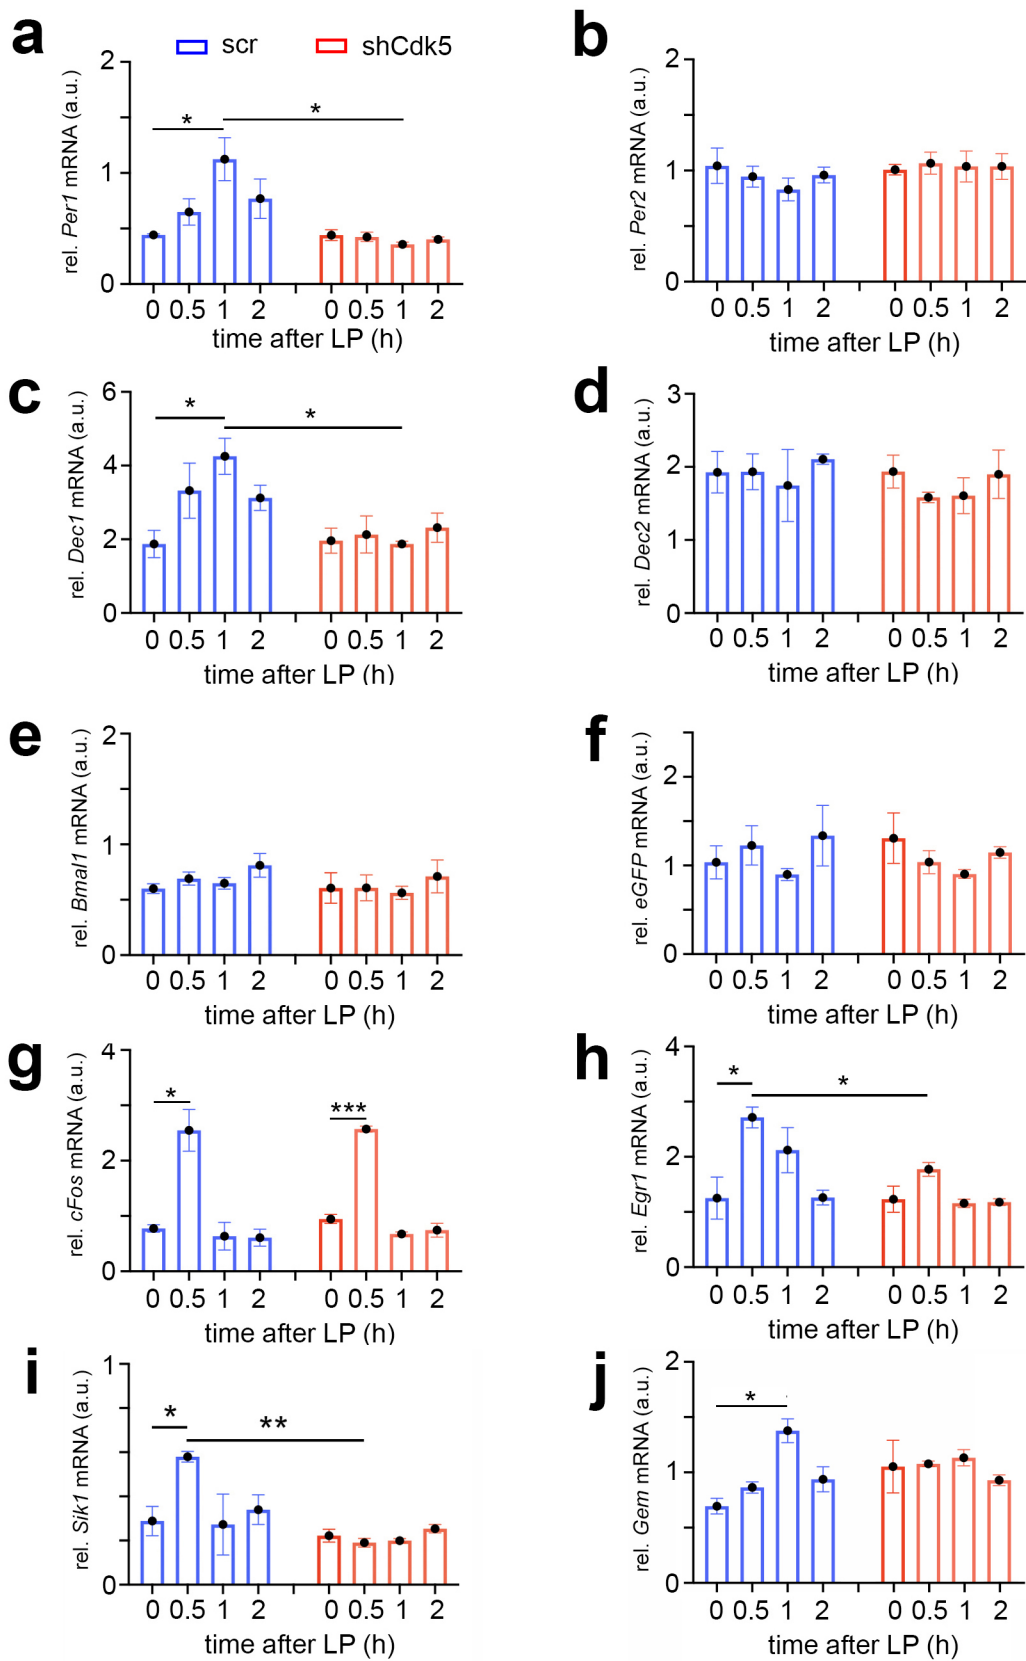 a
scr
shCdk5
rel. Per1 mRNA (a.u.)
2
1
0
*
*
0 0.5 1 2 0 0.5 1 2
time after LP (h)
b
rel. Per2 mRNA (a.u.)
2
1
0
0 0.5 1 2 0 0.5 1 2
time after LP (h)
c
rel. Dec1 mRNA (a.u.)
6
4
2
0
*
*
0 0.5 1 2 0 0.5 1 2
time after LP (h)
d
rel. Dec2 mRNA (a.u.)
3
2
1
0
0 0.5 1 2 0 0.5 1 2
time after LP (h)
e
rel. Bmal1 mRNA (a.u.)
2
1
0
0 0.5 1 2 0 0.5 1 2
time after LP (h)
f
rel. eGFP mRNA (a.u.)
2
1
0
0 0.5 1 2 0 0.5 1 2
time after LP (h)
g
rel. cFos mRNA (a.u.)
4
2
0
*
***
0 0.5 1 2 0 0.5 1 2
time after LP (h)
h
rel. Egr1 mRNA (a.u.)
4
2
0
*
*
0 0.5 1 2 0 0.5 1 2
time after LP (h)
i
rel. Sik1 mRNA (a.u.)
1
0
*
**
0 0.5 1 2 0 0.5 1 2
time after LP (h)
j
rel. Gem mRNA (a.u.)
2
1
0
*
0 0.5 1 2 0 0.5 1 2
time after LP (h)